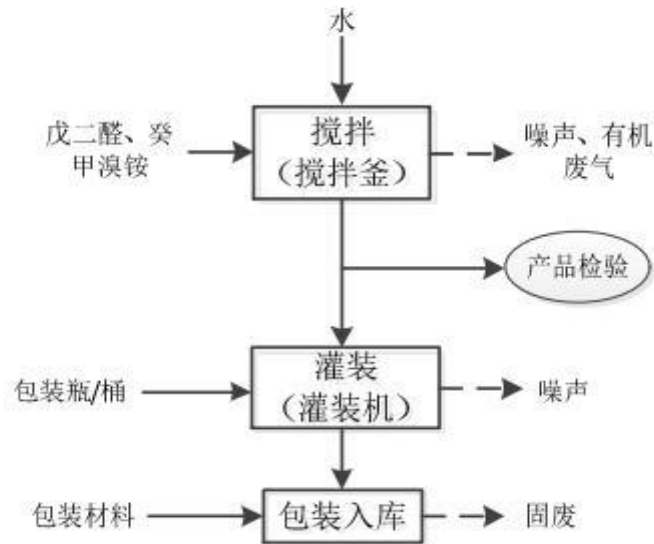 水
戊二醛、癸
甲溴铵
搅拌
（搅拌釜）
噪声、有机
废气
产品检验
包装瓶/桶
灌装
（灌装机）
噪声
包装材料
包装入库
固废